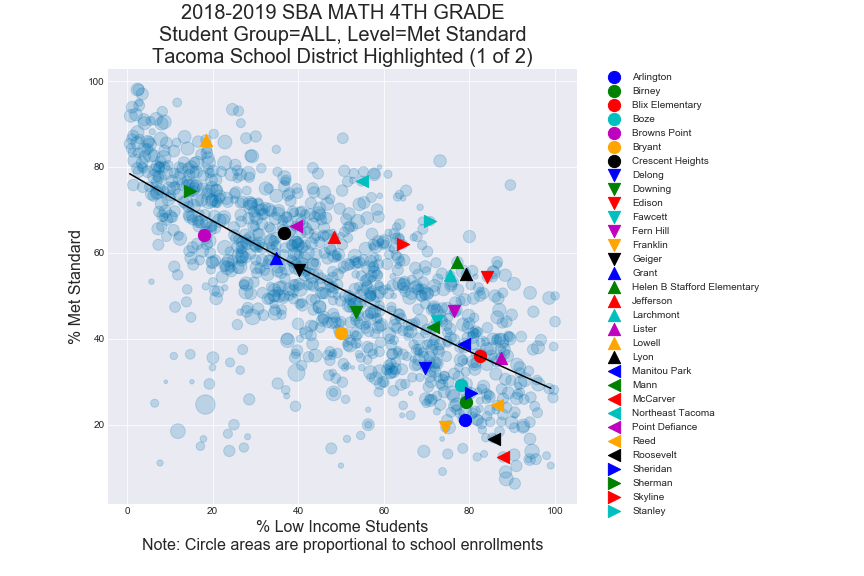 2018-2019 SBA MATH 4TH GRADE
Student Group=ALL, Level=Met Standard
Tacoma School District Highlighted (1 of 2)
% Met Standard
100
80
60
40
20
0
20
40
60
80
100
% Low Income Students
Note: Circle areas are proportional to school enrollments
Arlington
Birney
Blix Elementary
Boze
Browns Point
Bryant
Crescent Heights
Delong
Downing
Edison
Fawcett
Fern Hill
Franklin
Geiger
Grant
Helen B Stafford Elementary
Jefferson
Larchmont
Lister
Lowell
Lyon
Manitou Park
Mann
McCarver
Northeast Tacoma
Point Defiance
Reed
Roosevelt
Sheridan
Sherman
Skyline
Stanley